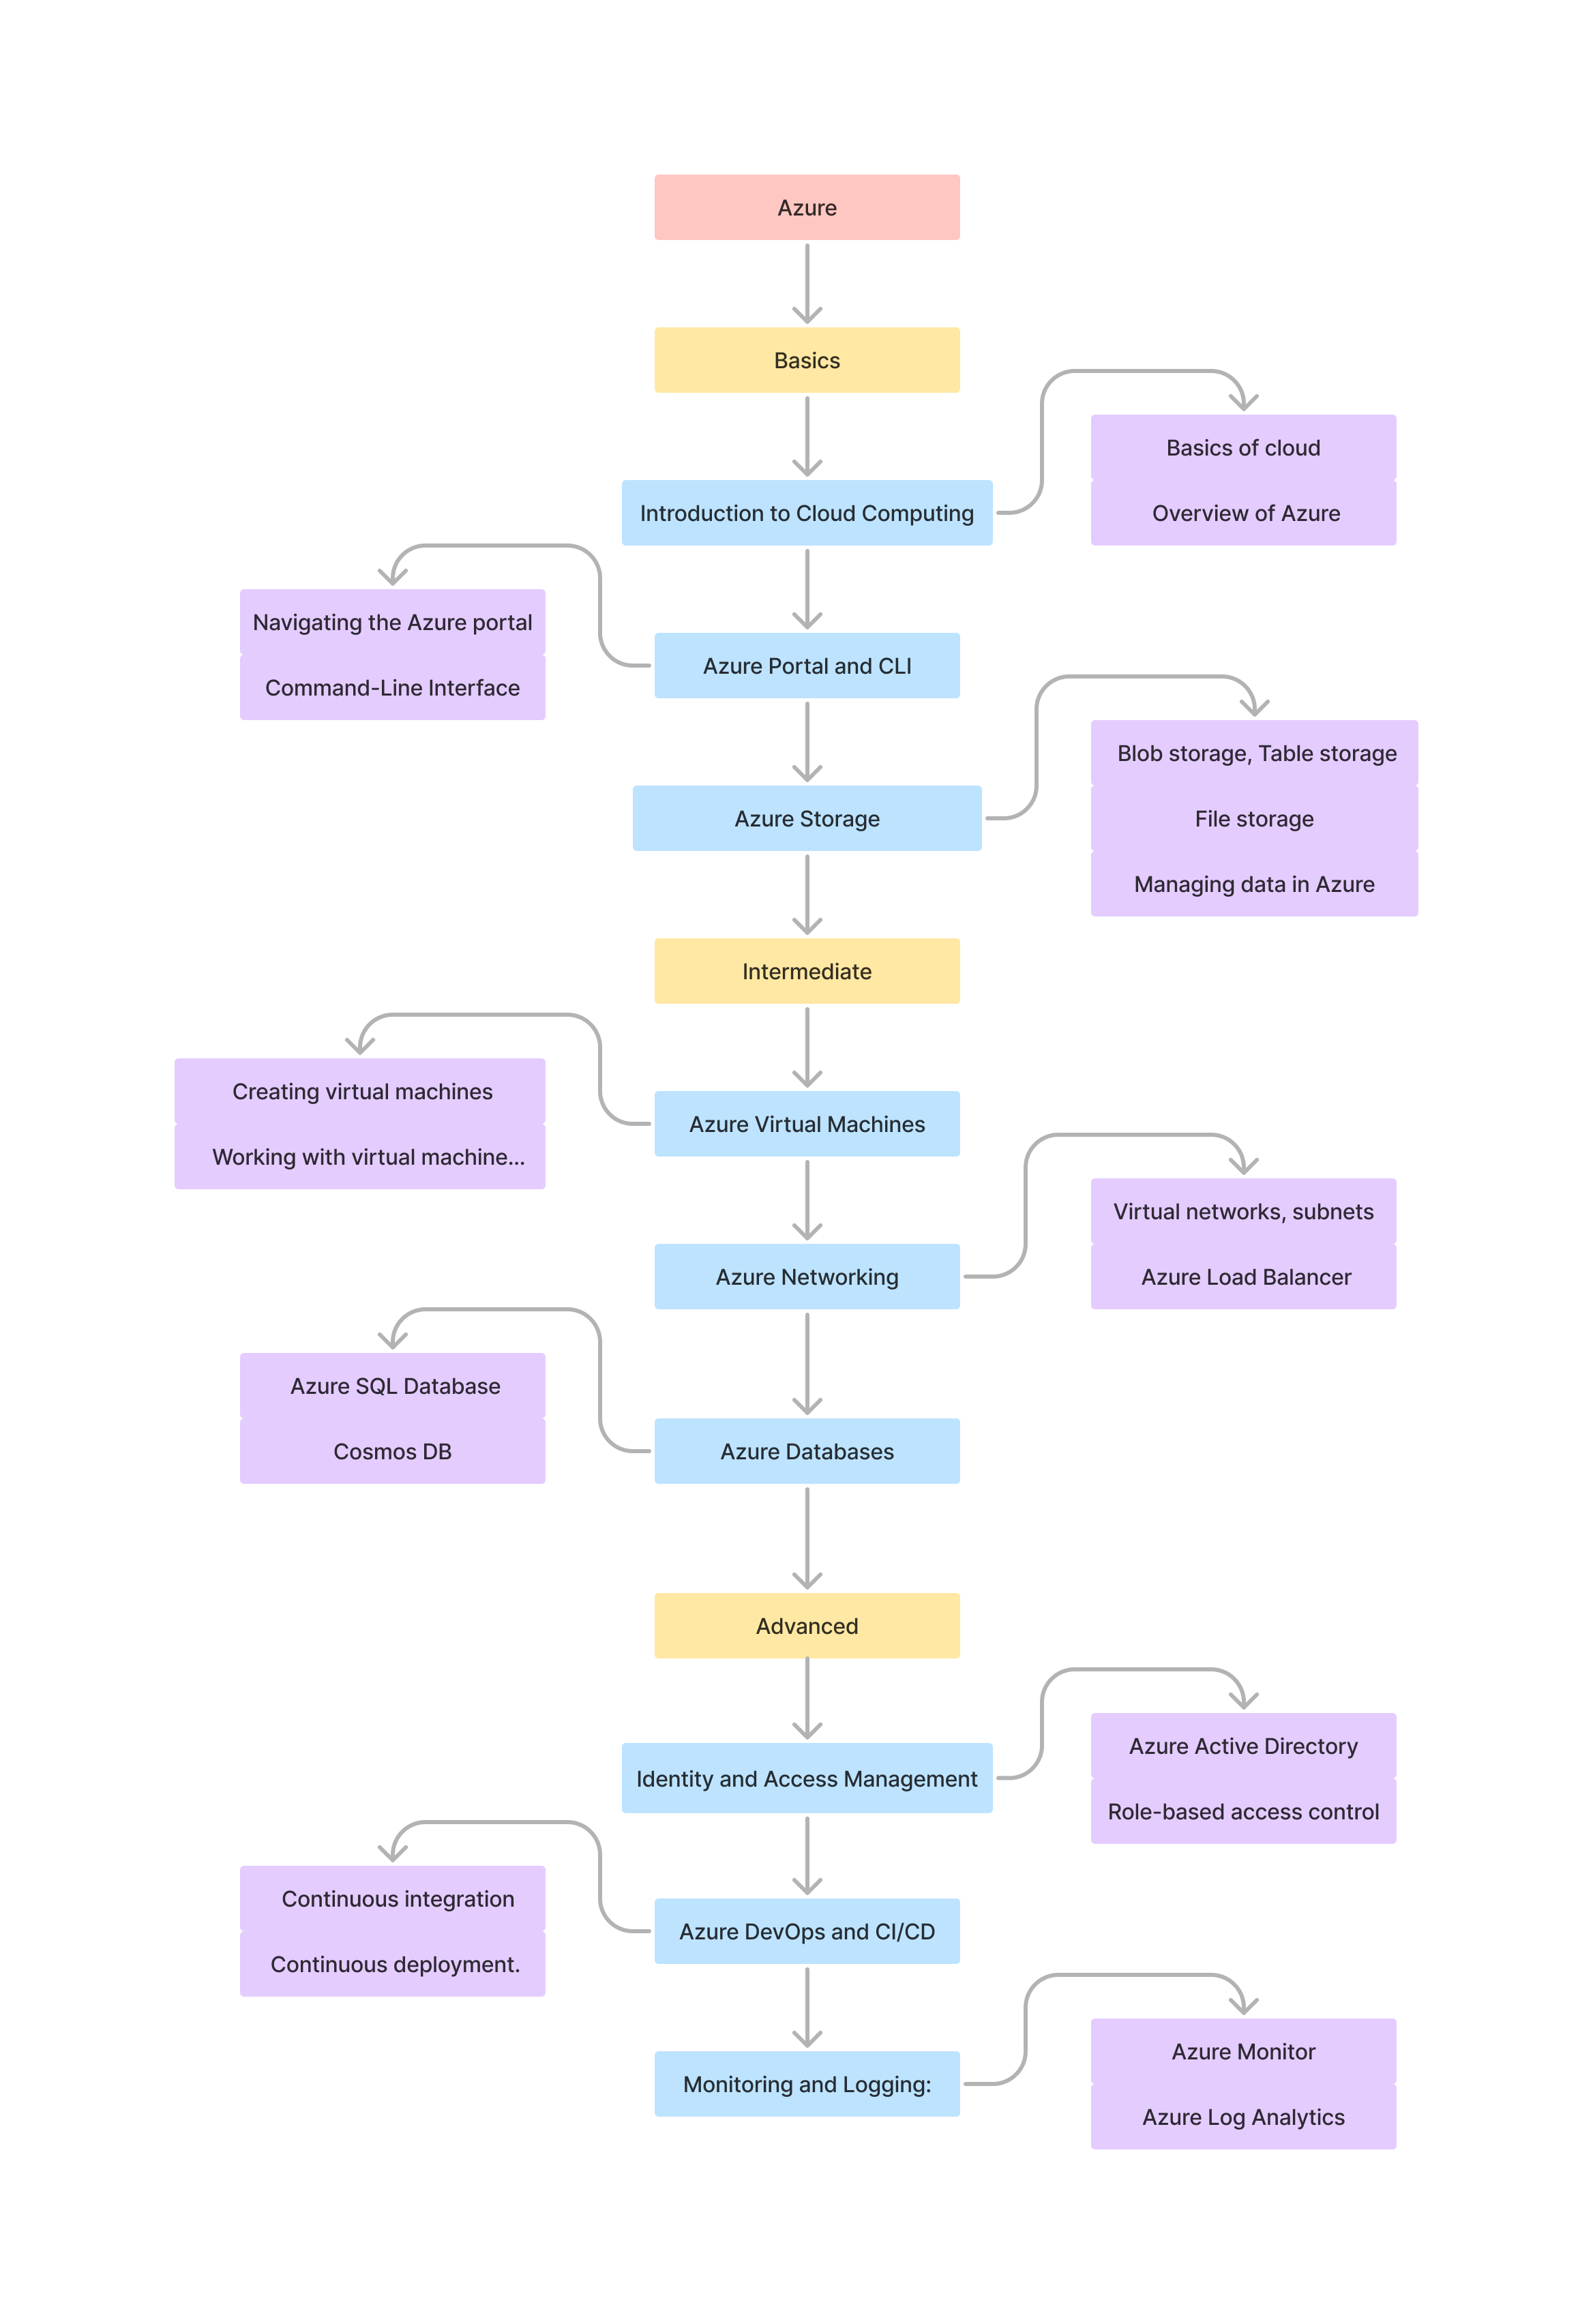 Azure
Basics
Basics of cloud
Introduction to Cloud Computing
Overview of Azure
Navigating the Azure portal
Azure Portal and CLI
Command-Line Interface
Blob storage, Table storage
Azure Storage
File storage
Managing data in Azure
Intermediate
Creating virtual machines
Azure Virtual Machines
Working with virtual machine...
Virtual networks, subnets
Azure Networking
Azure Load Balancer
Azure SQL Database
Azure Databases
Cosmos DB
Advanced
Azure Active Directory
Identity and Access Management
Role-based access control
Continuous integration
Azure DevOps and CI/CD
Continuous deployment.
Azure Monitor
Monitoring and Logging:
Azure Log Analytics